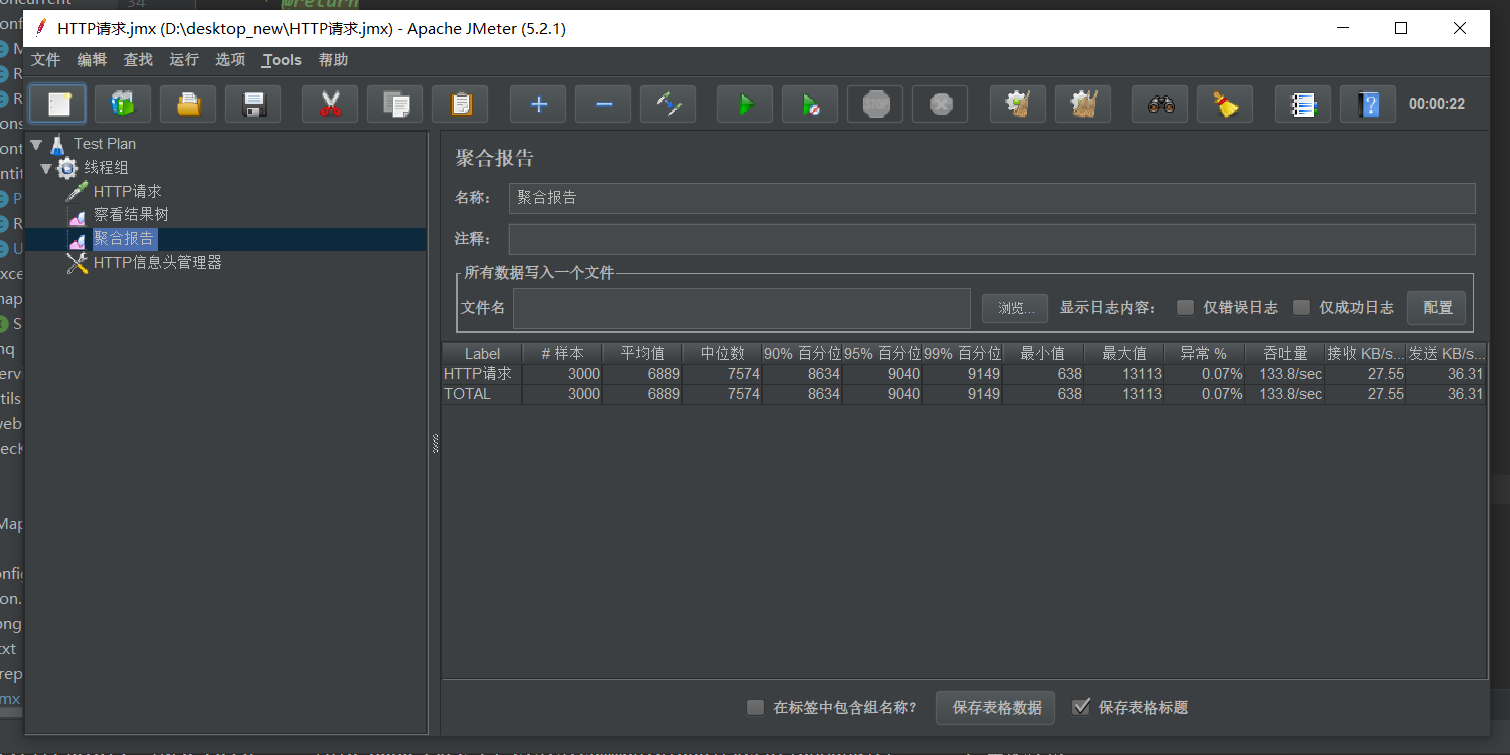 HTTP请求.jmx (D:\desktop_new\HTTP请求.jmx) - Apache JMeter (5.2.1)
文件 编辑 查找 运行 选项 Tools 帮助
STOP 00:00:22
Test Plan
线程组
HTTP请求
察看结果树
聚合报告
HTTP信息头管理器
聚合报告
名称: 聚合报告
注释:
所有数据写入一个文件
文件名 浏览... 显示日志内容: 仅错误日志 仅成功日志 配置
Label # 样本 平均值 中位数 90% 百分位 95% 百分位 99% 百分位 最小值 最大值 异常 % 吞吐量 接收 KB/s... 发送 KB/s...
HTTP请求 3000 6889 7574 8634 9040 9149 638 13113 0.07% 133.8/sec 27.55 36.31
TOTAL 3000 6889 7574 8634 9040 9149 638 13113 0.07% 133.8/sec 27.55 36.31
在标签中包含组名称? 保存表格数据 保存表格标题